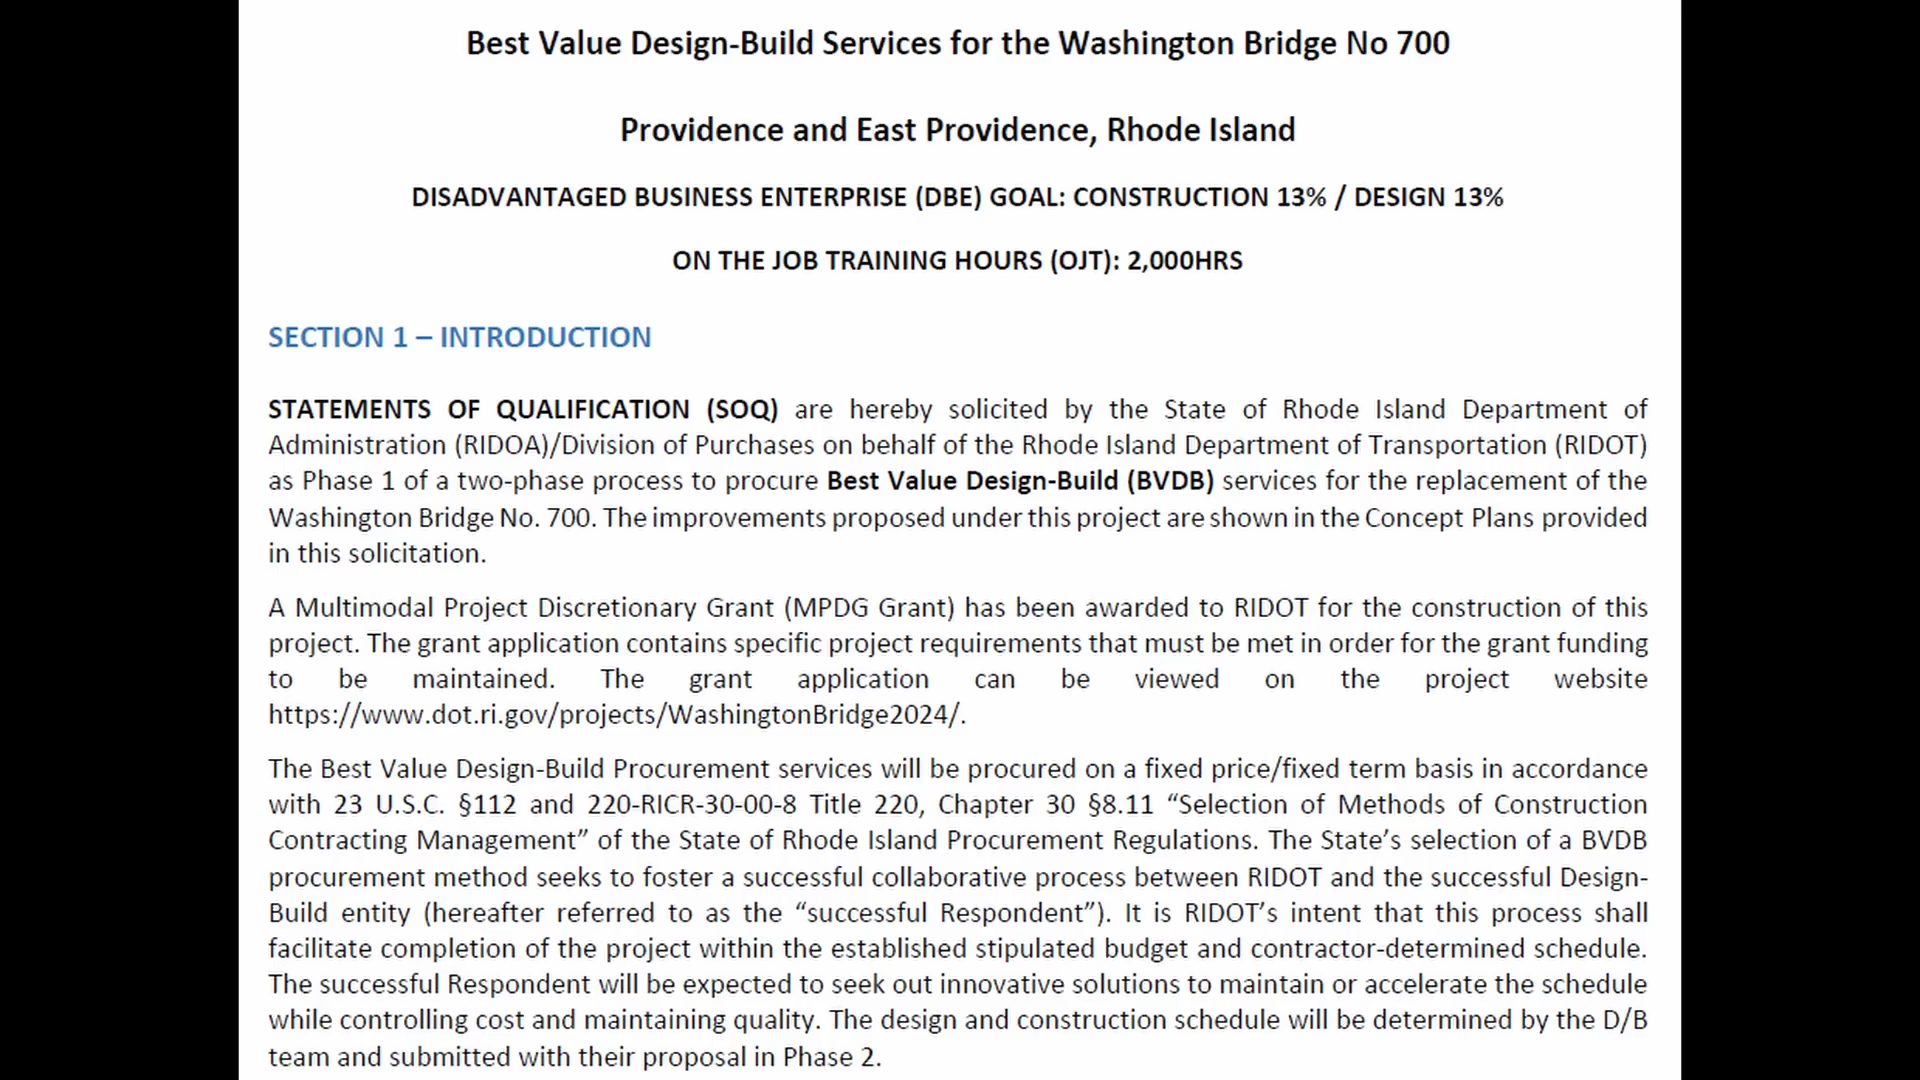 Best Value Design-Build Services for the Washington Bridge No 700
Providence and East Providence, Rhode Island
DISADVANTAGED BUSINESS ENTERPRISE (DBE) GOAL: CONSTRUCTION 13% / DESIGN 13%
ON THE JOB TRAINING HOURS (OJT): 2,000HRS
SECTION 1 – INTRODUCTION
STATEMENTS OF QUALIFICATION (SOQ) are hereby solicited by the State of Rhode Island Department of
Administration (RIDOA)/Division of Purchases on behalf of the Rhode Island Department of Transportation (RIDOT)
as Phase 1 of a two-phase process to procure Best Value Design-Build (BVDB) services for the replacement of the
Washington Bridge No. 700. The improvements proposed under this project are shown in the Concept Plans provided
in this solicitation.
A Multimodal Project Discretionary Grant (MPDG Grant) has been awarded to RIDOT for the construction of this
project. The grant application contains specific project requirements that must be met in order for the grant funding
to be maintained. The grant application can be viewed on the project website
https://www.dot.ri.gov/projects/WashingtonBridge2024/.
The Best Value Design-Build Procurement services will be procured on a fixed price/fixed term basis in accordance
with 23 U.S.C. §112 and 220-RICR-30-00-8 Title 220, Chapter 30 §8.11 “Selection of Methods of Construction
Contracting Management” of the State of Rhode Island Procurement Regulations. The State’s selection of a BVDB
procurement method seeks to foster a successful collaborative process between RIDOT and the successful Design-
Build entity (hereafter referred to as the “successful Respondent”). It is RIDOT’s intent that this process shall
facilitate completion of the project within the established stipulated budget and contractor-determined schedule.
The successful Respondent will be expected to seek out innovative solutions to maintain or accelerate the schedule
while controlling cost and maintaining quality. The design and construction schedule will be determined by the D/B
team and submitted with their proposal in Phase 2.